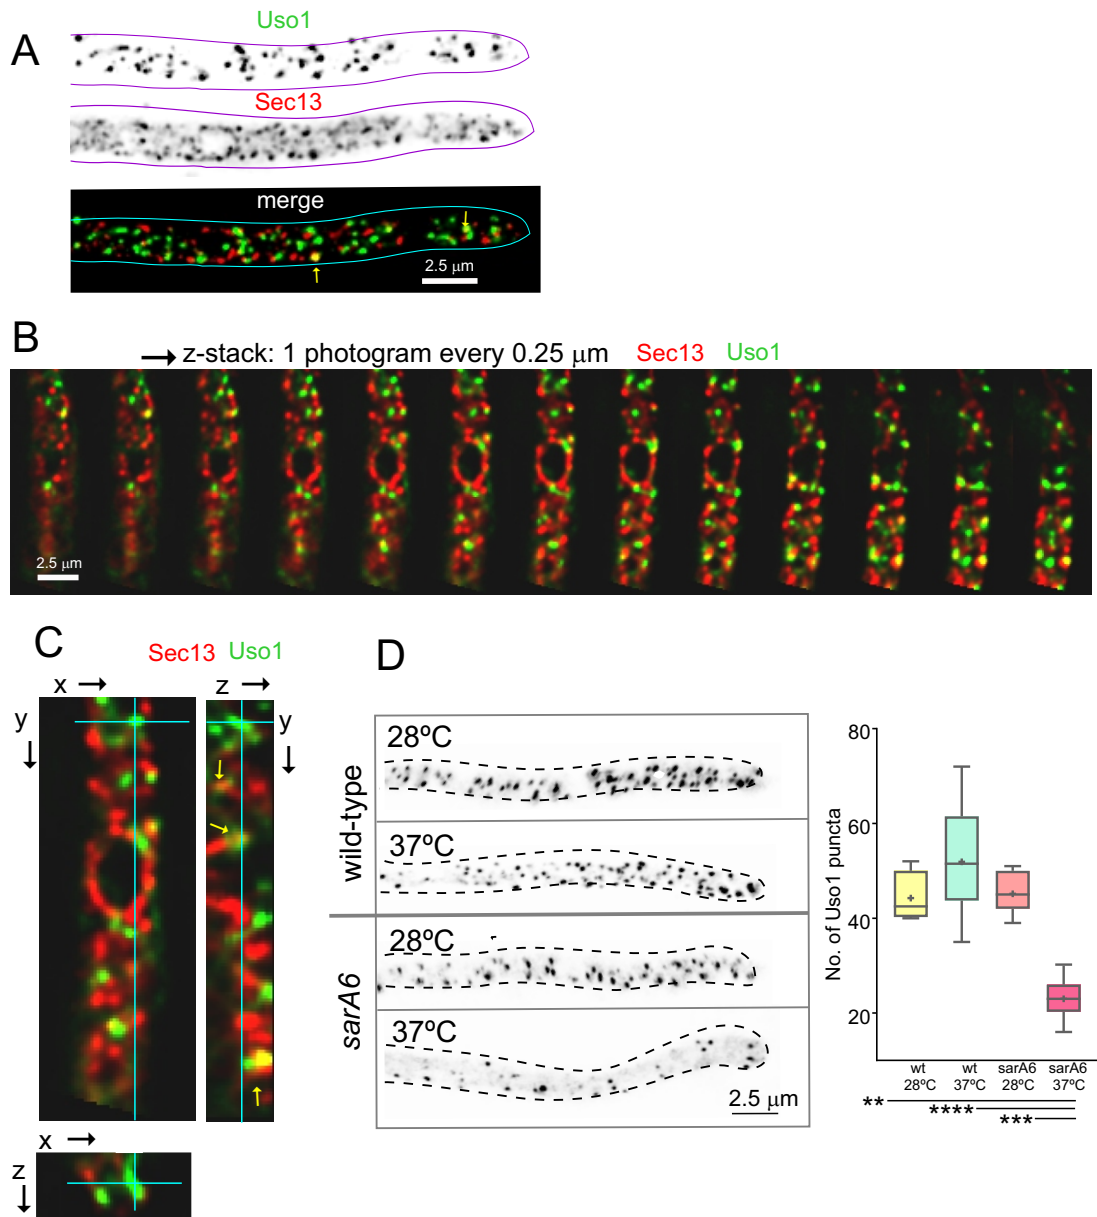 A
Uso1
Sec13
merge
2.5 μm
B
z-stack: 1 photogram every 0.25 μm Sec13 Uso1
2.5 μm
C
Sec13 Uso1
x
z
y
y
x
z
D
wild-type
28ºC
37ºC
sarA6
28ºC
37ºC
2.5 μm
No. of Uso1 puncta
80
60
40
20
wt wt sarA6 sarA6
28ºC 37ºC 28ºC 37ºC
**
****
***